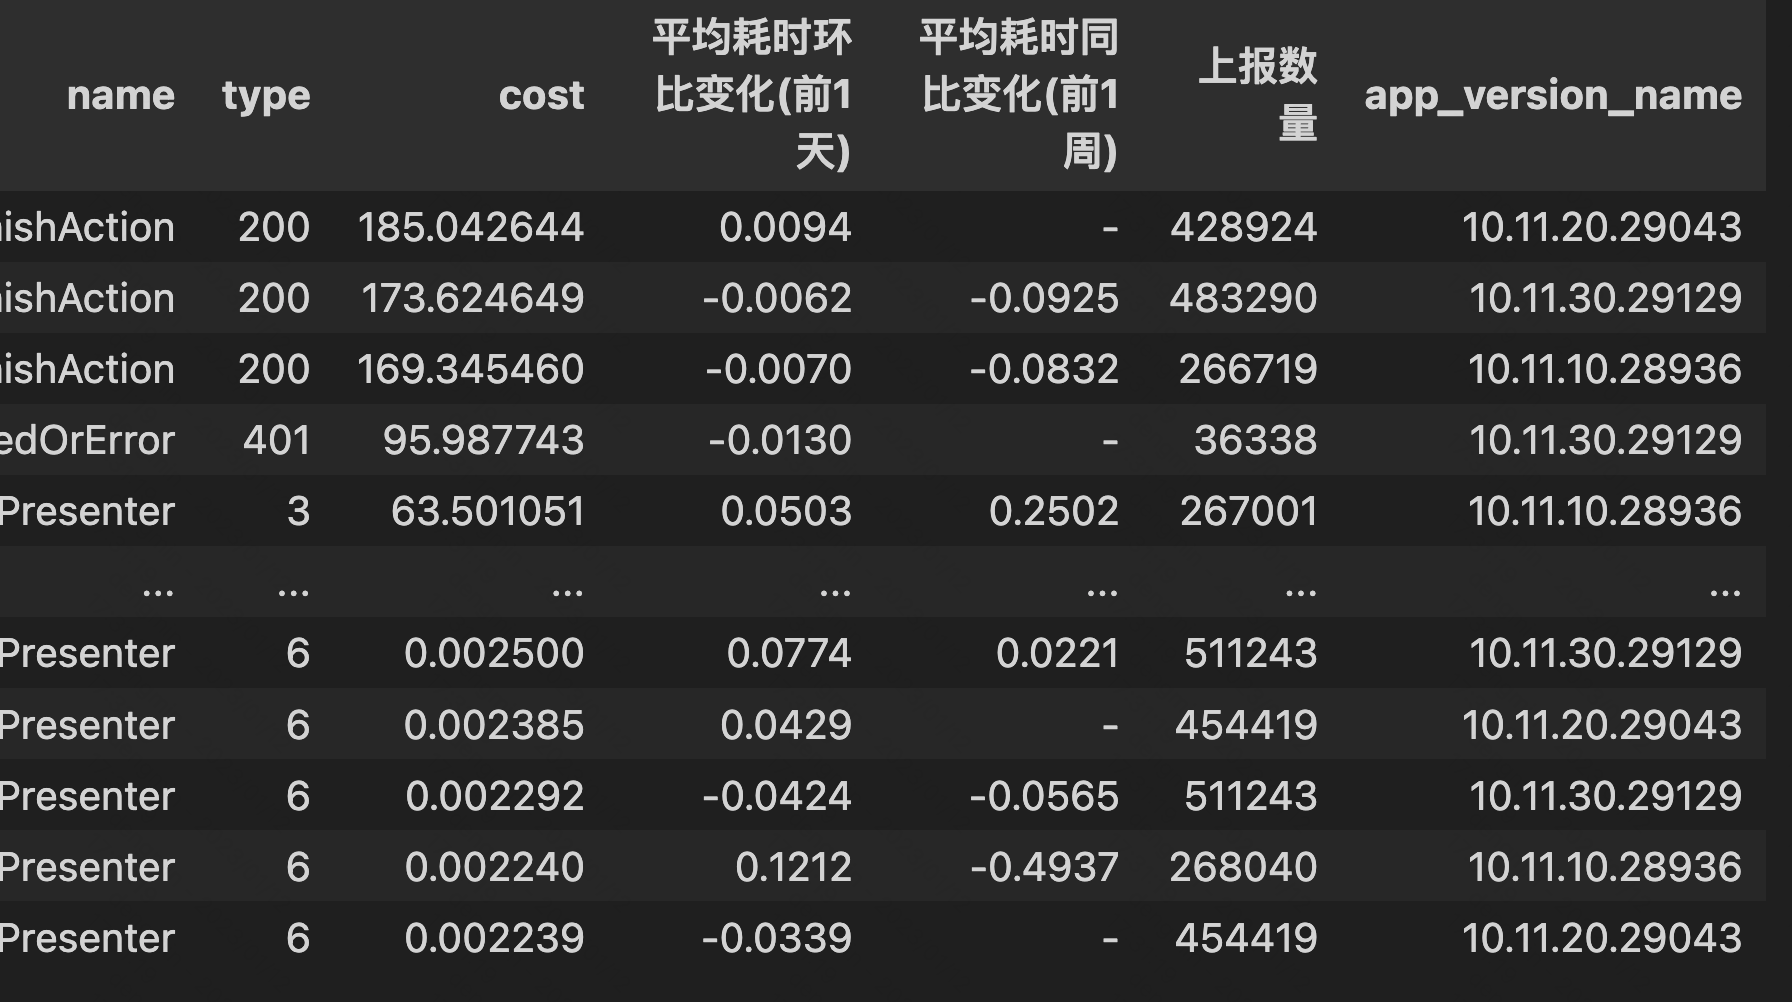 name type cost 平均耗时环比变化(前1天) 平均耗时同比变化(前1周) 上报数量 app_version_name
ishAction 200 185.042644 0.0094 - 428924 10.11.20.29043
ishAction 200 173.624649 -0.0062 -0.0925 483290 10.11.30.29129
ishAction 200 169.345460 -0.0070 -0.0832 266719 10.11.10.28936
edOrError 401 95.987743 -0.0130 - 36338 10.11.30.29129
Presenter 3 63.501051 0.0503 0.2502 267001 10.11.10.28936
... ... ... ... ... ... ...
Presenter 6 0.002500 0.0774 0.0221 511243 10.11.30.29129
Presenter 6 0.002385 0.0429 - 454419 10.11.20.29043
Presenter 6 0.002292 -0.0424 -0.0565 511243 10.11.30.29129
Presenter 6 0.002240 0.1212 -0.4937 268040 10.11.10.28936
Presenter 6 0.002239 -0.0339 - 454419 10.11.20.29043